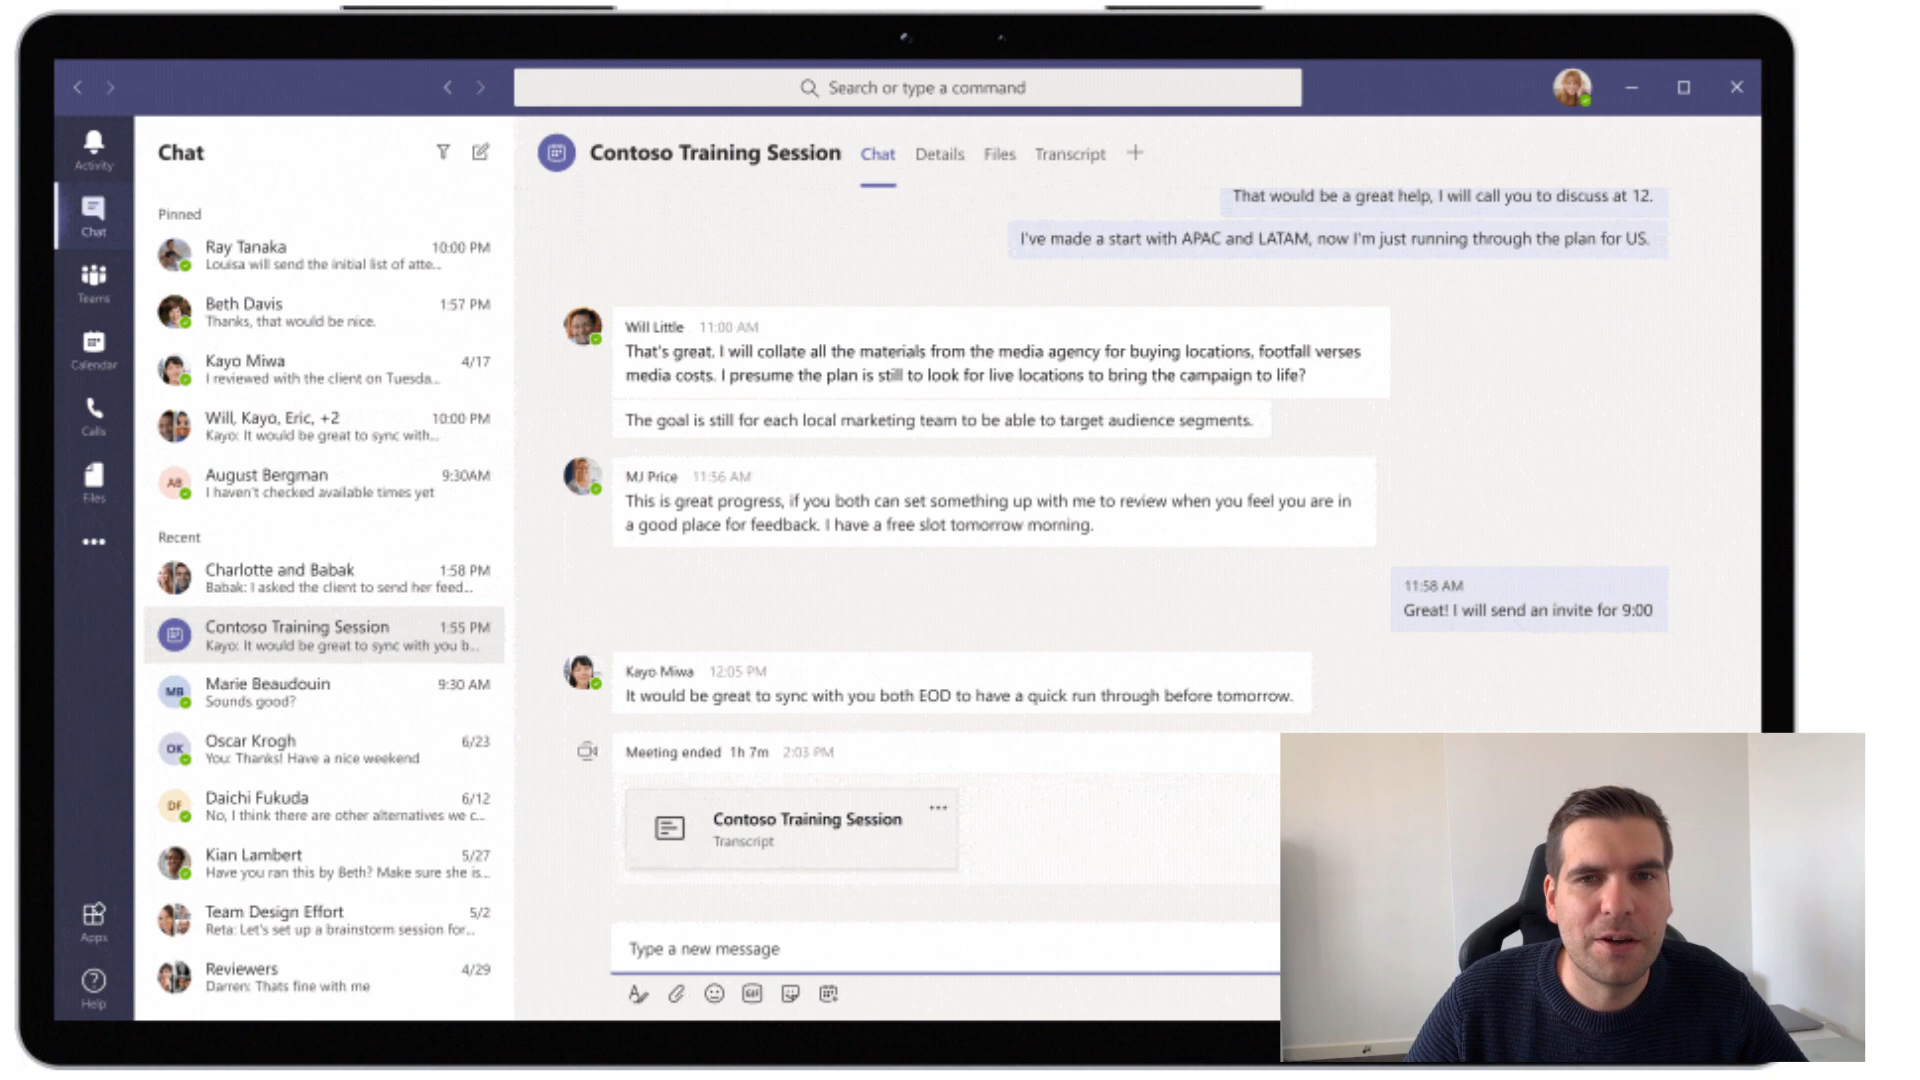 Search or type a command
Activity
Chat
Teams
Calendar
Calls
Files
Apps
Help
Chat
Pinned
Ray Tanaka 10:00 PM
Louisa will send the initial list of atte...
Beth Davis 1:57 PM
Thanks, that would be nice.
Kayo Miwa 4/17
I reviewed with the client on Tuesda...
Will, Kayo, Eric, +2 10:00 PM
Kayo: It would be great to sync with...
AB
August Bergman 9:30AM
I haven't checked available times yet
Recent
Charlotte and Babak 1:58 PM
Babak: I asked the client to send her feed...
Contoso Training Session 1:55 PM
Kayo: It would be great to sync with you b...
MB
Marie Beaudouin 9:30 AM
Sounds good?
OK
Oscar Krogh 6/23
You: Thanks! Have a nice weekend
DF
Daichi Fukuda 6/12
No, I think there are other alternatives we c...
Kian Lambert 5/27
Have you ran this by Beth? Make sure she is...
Team Design Effort 5/2
Reta: Let's set up a brainstorm session for...
Reviewers 4/29
Darren: Thats fine with me
Contoso Training Session Chat Details Files Transcript
That would be a great help, I will call you to discuss at 12.
I've made a start with APAC and LATAM, now I'm just running through the plan for US.
Will Little 11:00 AM
That's great. I will collate all the materials from the media agency for buying locations, footfall verses
media costs. I presume the plan is still to look for live locations to bring the campaign to life?
The goal is still for each local marketing team to be able to target audience segments.
MJ Price 11:56 AM
This is great progress, if you both can set something up with me to review when you feel you are in
a good place for feedback. I have a free slot tomorrow morning.
11:58 AM
Great! I will send an invite for 9:00
Kayo Miwa 12:05 PM
It would be great to sync with you both EOD to have a quick run through before tomorrow.
Meeting ended 1h 7m 2:03 PM
Contoso Training Session
Transcript
Type a new message
GIF